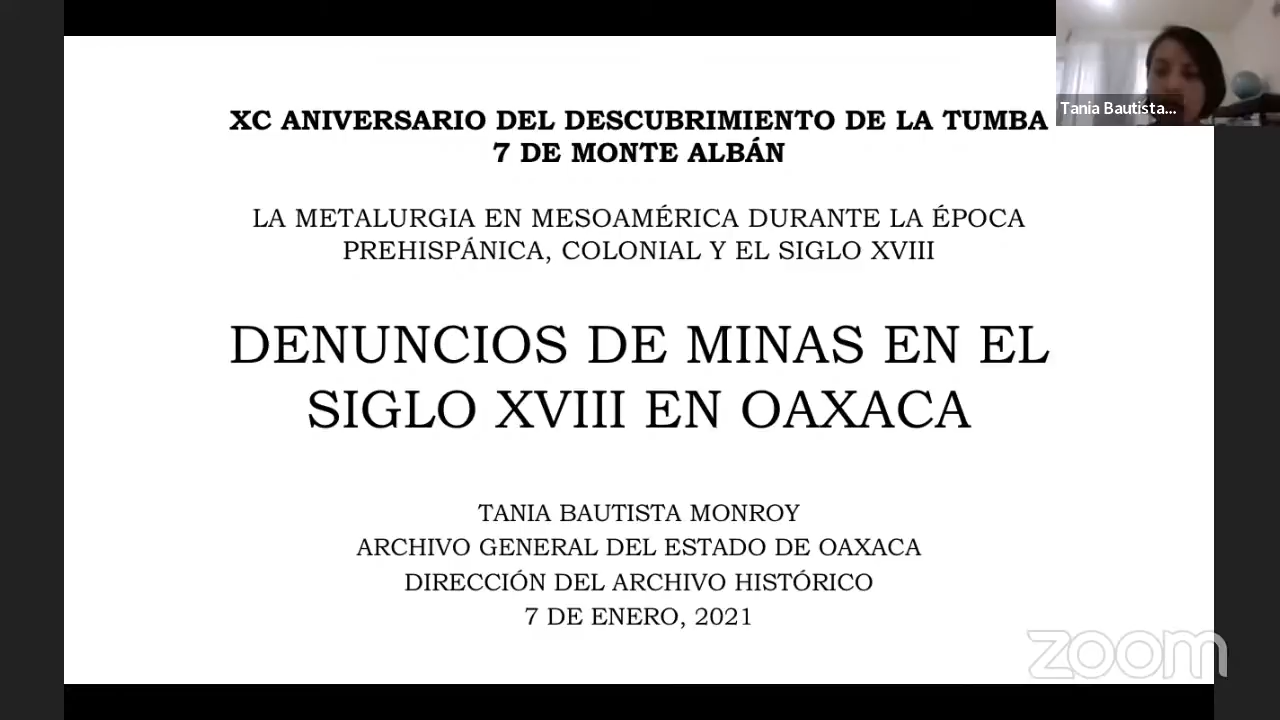 XC ANIVERSARIO DEL DESCUBRIMIENTO DE LA TUMBA
7 DE MONTE ALBÁN
LA METALURGIA EN MESOAMÉRICA DURANTE LA ÉPOCA
PREHISPÁNICA, COLONIAL Y EL SIGLO XVIII
DENUNCIOS DE MINAS EN EL
SIGLO XVIII EN OAXACA
TANIA BAUTISTA MONROY
ARCHIVO GENERAL DEL ESTADO DE OAXACA
DIRECCIÓN DEL ARCHIVO HISTÓRICO
7 DE ENERO, 2021
Tania Bautista...
zoom